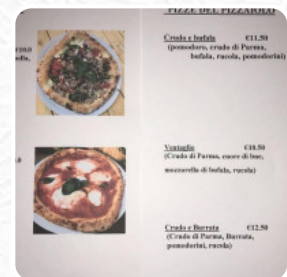 PIZZE DEL PIZZAIOLO
Crudo e bufala €11.50
(pomodoro, crudo di Parma,
bufala, rucola, pomodorini)
Ventaglio €10.50
(Crudo di Parma, cuore di bue,
mozzarella di bufala, rucola)
Crudo e Burrata €12.50
(Crudo di Parma, Burrata,
pomodorini, rucola)